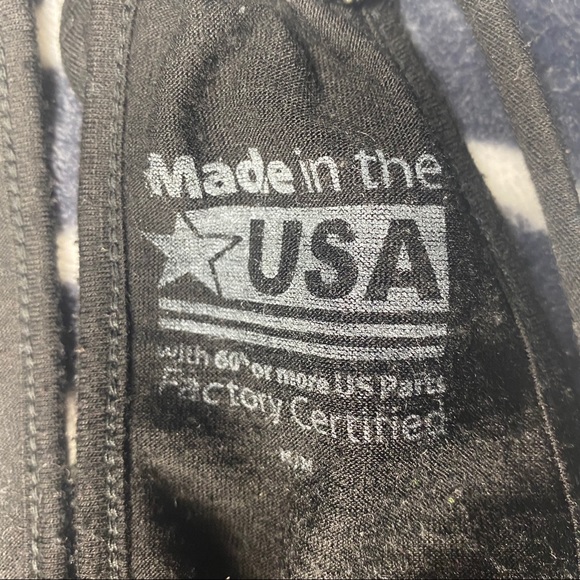 Made in the
USA
with 60% or more US Parts
Factory Certified